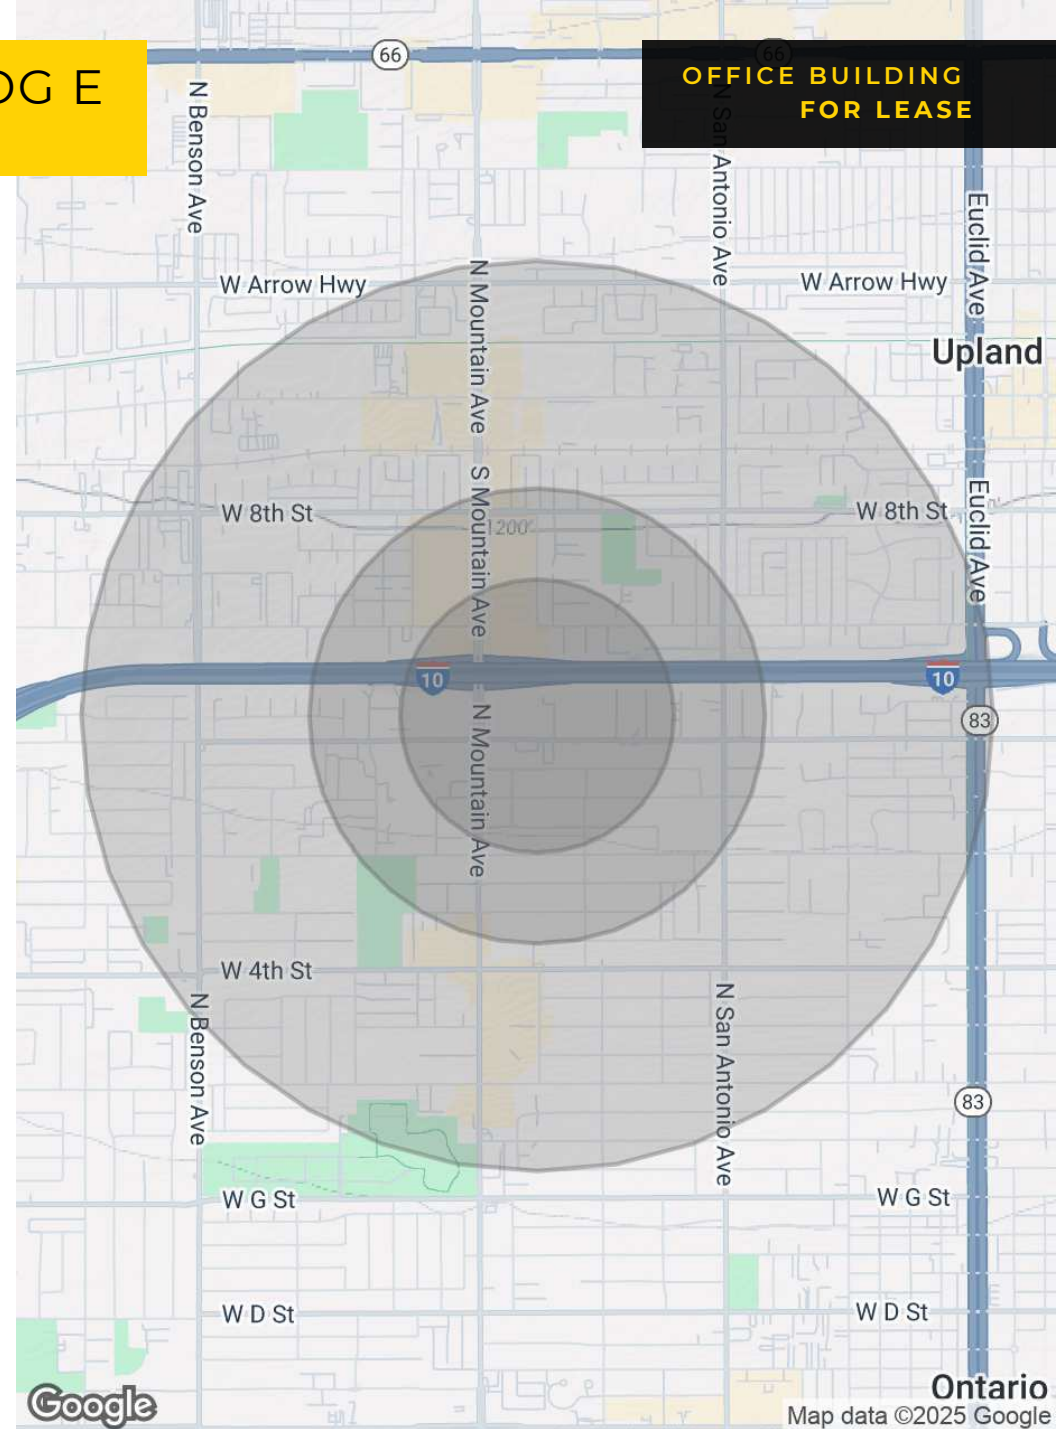 66
66
OG E
OFFICE BUILDING
FOR LEASE
N Benson Ave
N San Antonio Ave
Euclid Ave
W Arrow Hwy
N Mountain Ave
W Arrow Hwy
Upland
S Mountain Ave
W 8th St
1200
W 8th St
Euclid Ave
10
10
N Mountain Ave
83
W 4th St
N Benson Ave
N San Antonio Ave
83
W G St
W G St
W D St
W D St
Ontario
Google
Map data ©2025 Google